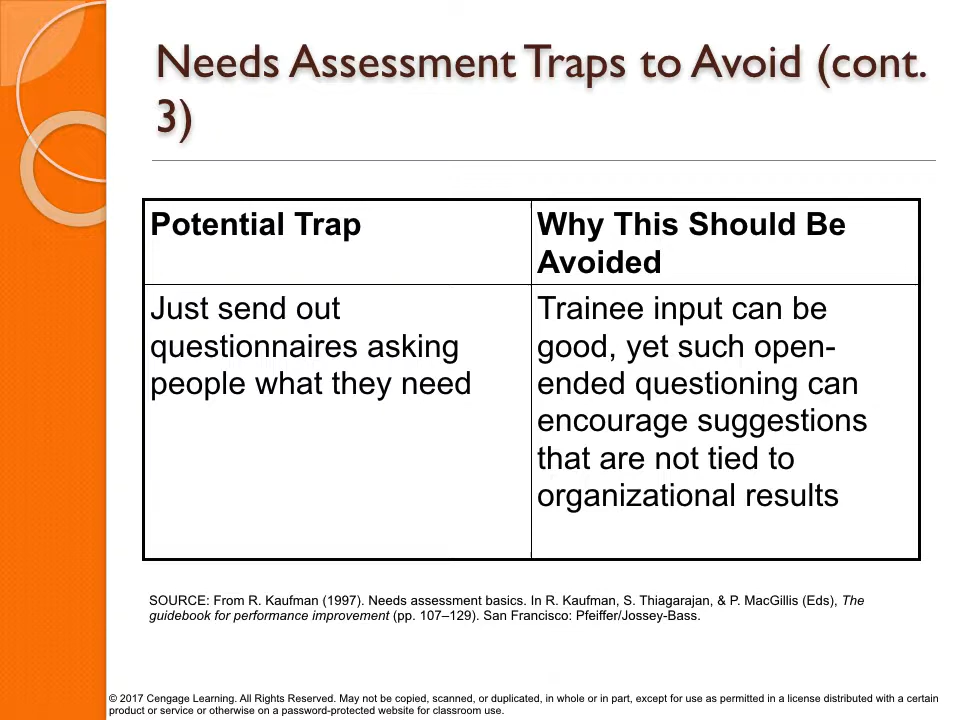 Needs Assessment Traps to Avoid (cont.
3)
Potential Trap
Why This Should Be
Avoided
Just send out
questionnaires asking
people what they need
Trainee input can be
good, yet such open-
ended questioning can
encourage suggestions
that are not tied to
organizational results
SOURCE: From R. Kaufman (1997). Needs assessment basics. In R. Kaufman, S. Thiagarajan, & P. MacGillis (Eds), The
guidebook for performance improvement (pp. 107–129). San Francisco: Pfeiffer/Jossey-Bass.
© 2017 Cengage Learning. All Rights Reserved. May not be copied, scanned, or duplicated, in whole or in part, except for use as permitted in a license distributed with a certain
product or service or otherwise on a password-protected website for classroom use.